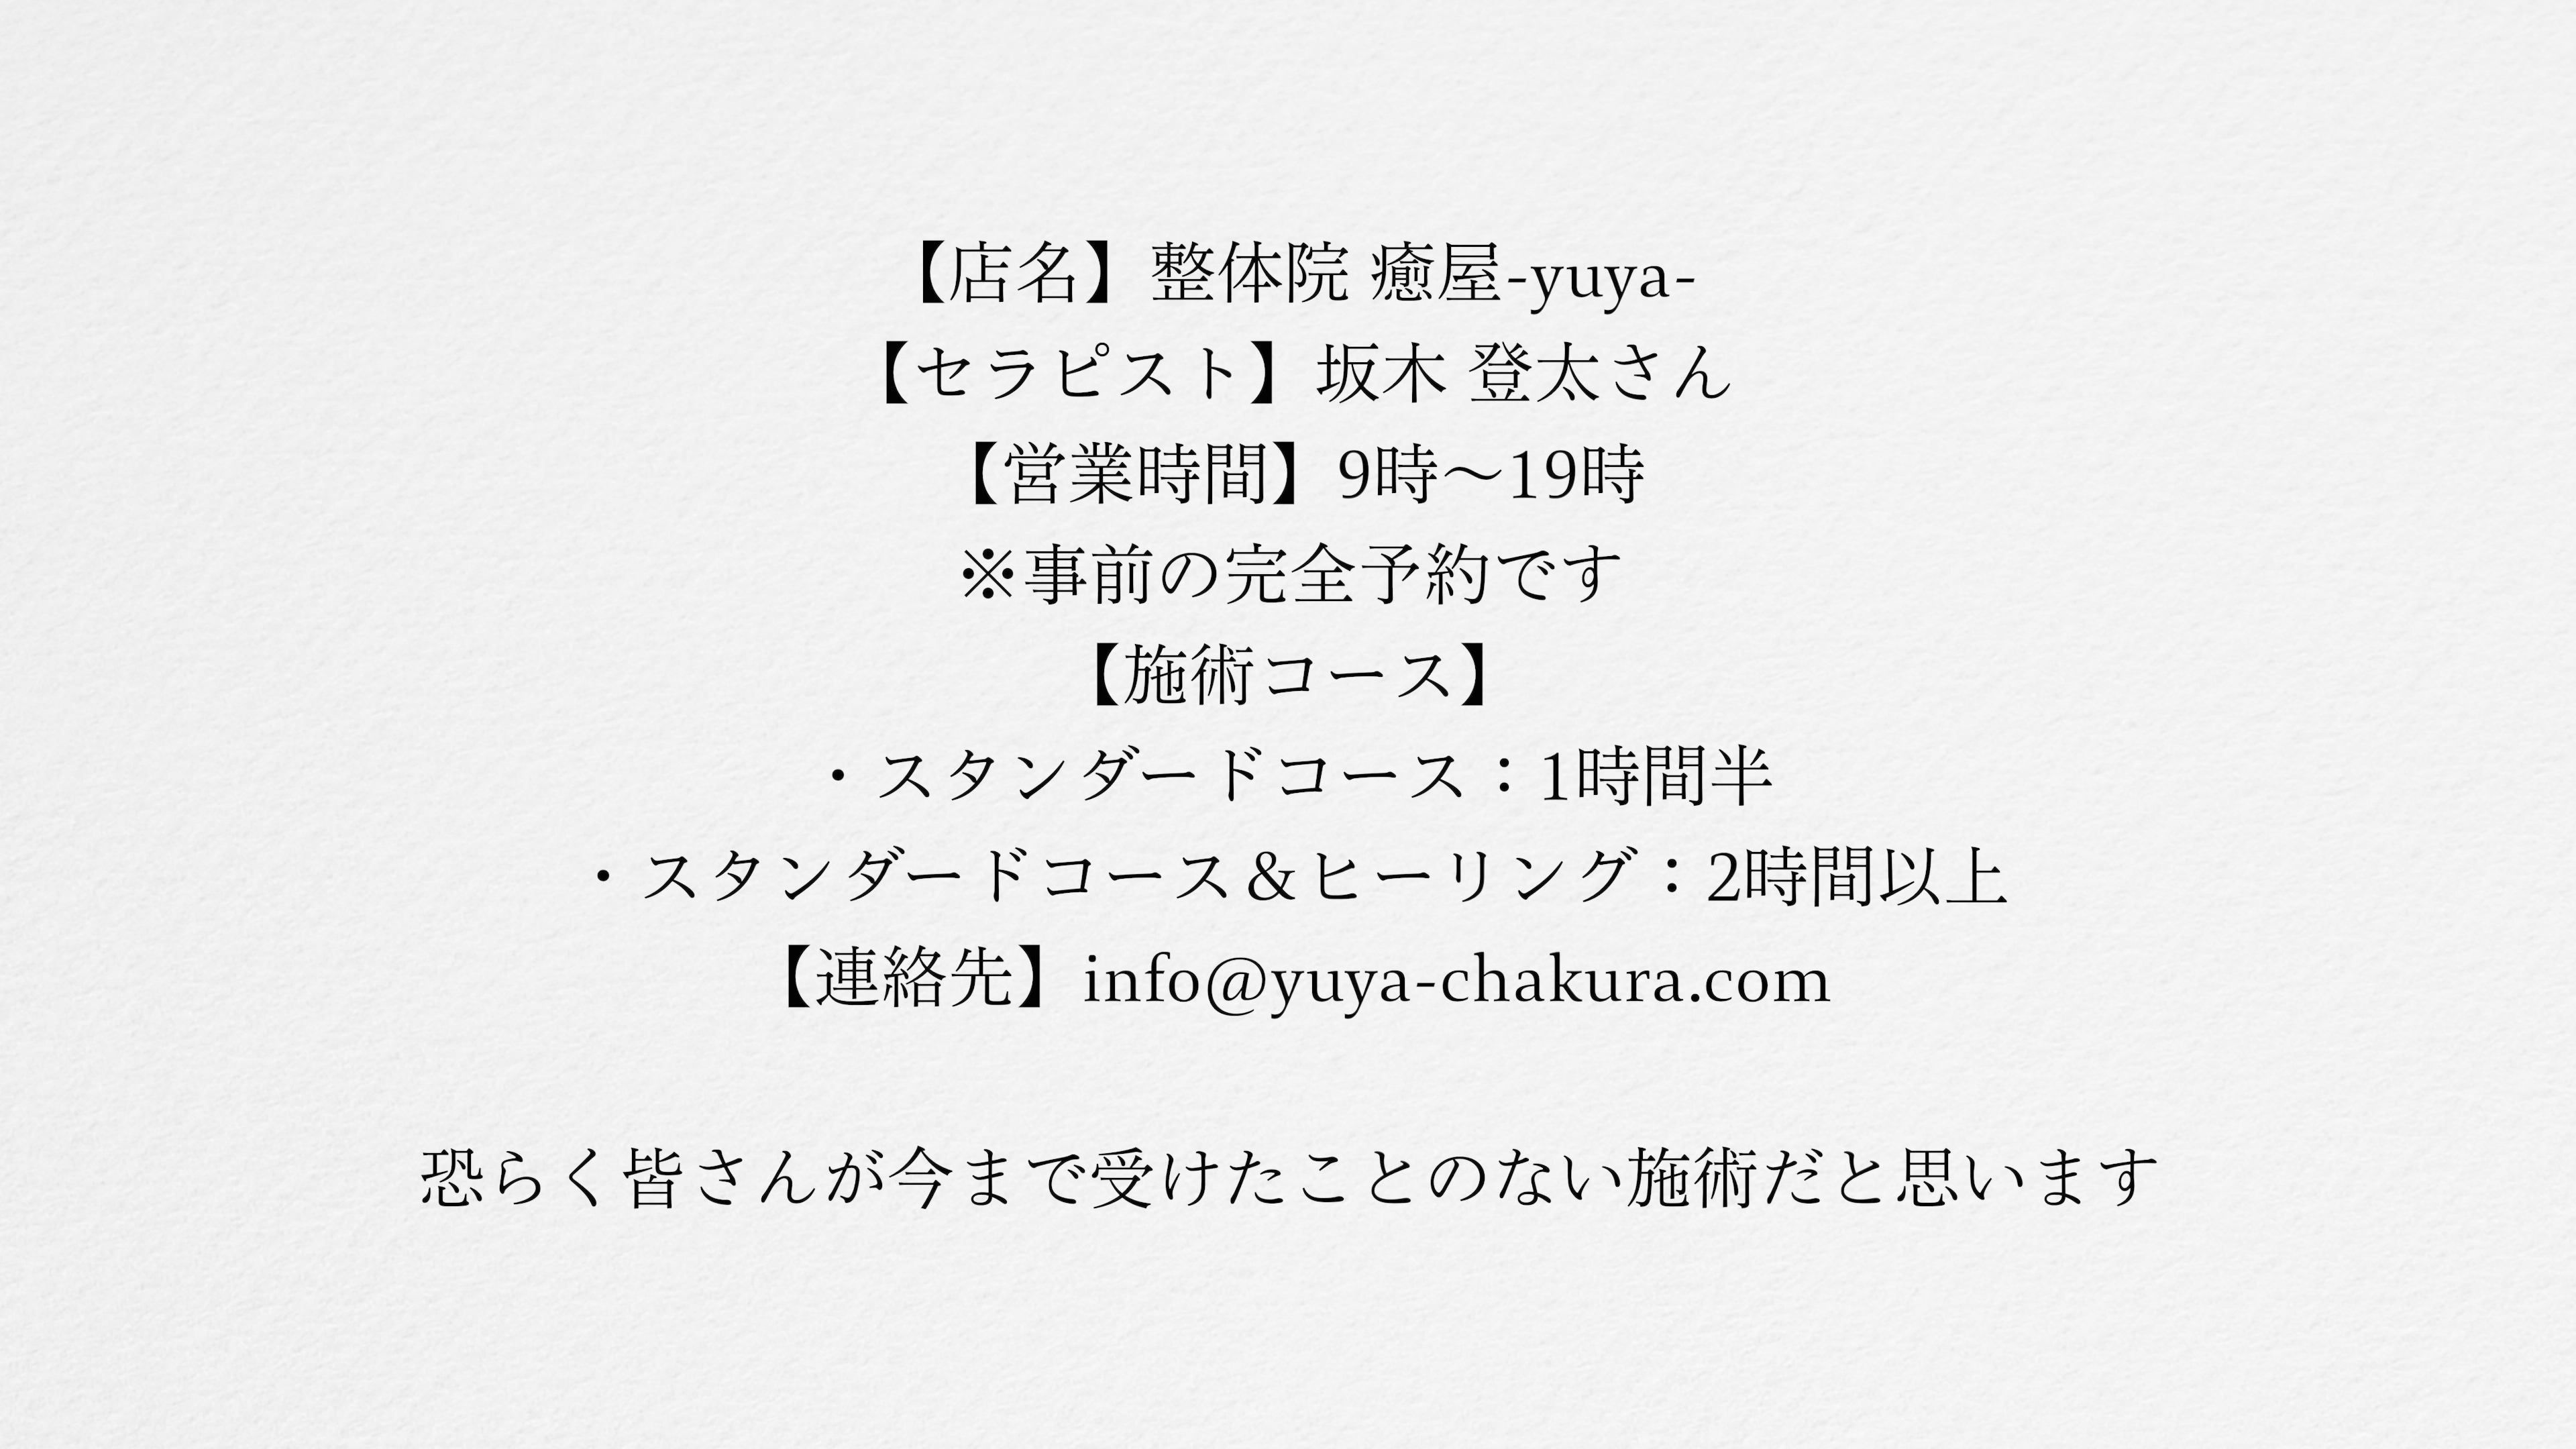 【店名】整体院 癒屋-yuya-
【セラピスト】坂木 登太さん
【営業時間】9時〜19時
※事前の完全予約です
【施術コース】
・スタンダードコース：1時間半
・スタンダードコース＆ヒーリング：2時間以上
【連絡先】info@yuya-chakura.com
恐らく皆さんが今まで受けたことのない施術だと思います